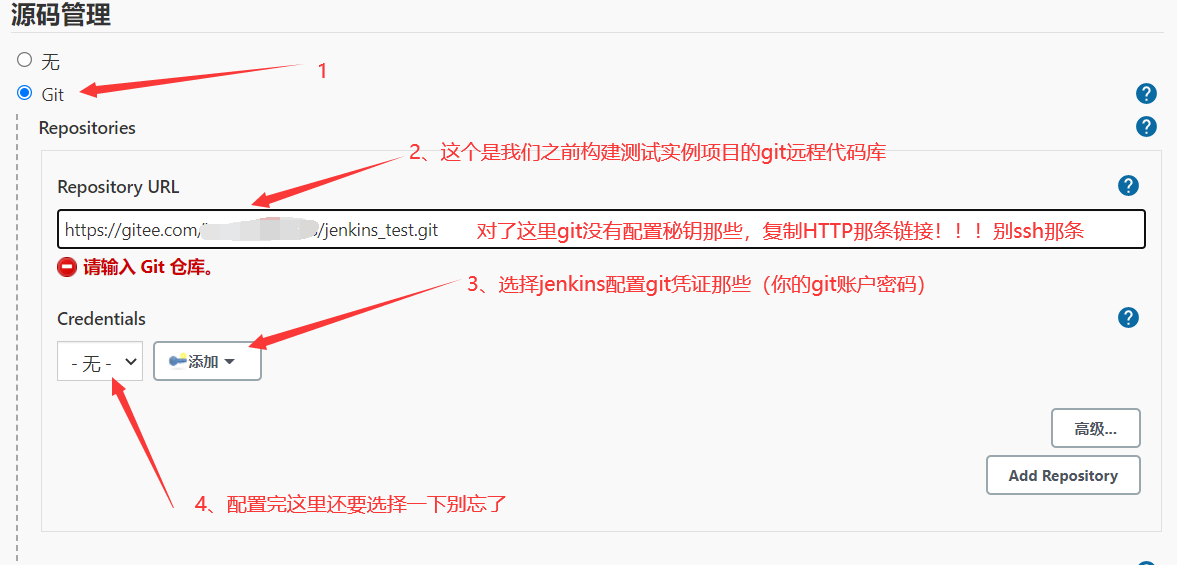 源码管理
无
1
Git
Repositories
2、这个是我们之前构建测试实例项目的git远程代码库
Repository URL
https://gitee.com/ /jenkins_test.git
对了这里git没有配置秘钥那些，复制HTTP那条链接！！！别ssh那条
请输入 Git 仓库。
3、选择jenkins配置git凭证那些（你的git账户密码）
Credentials
- 无 -
添加
高级...
Add Repository
4、配置完这里还要选择一下别忘了